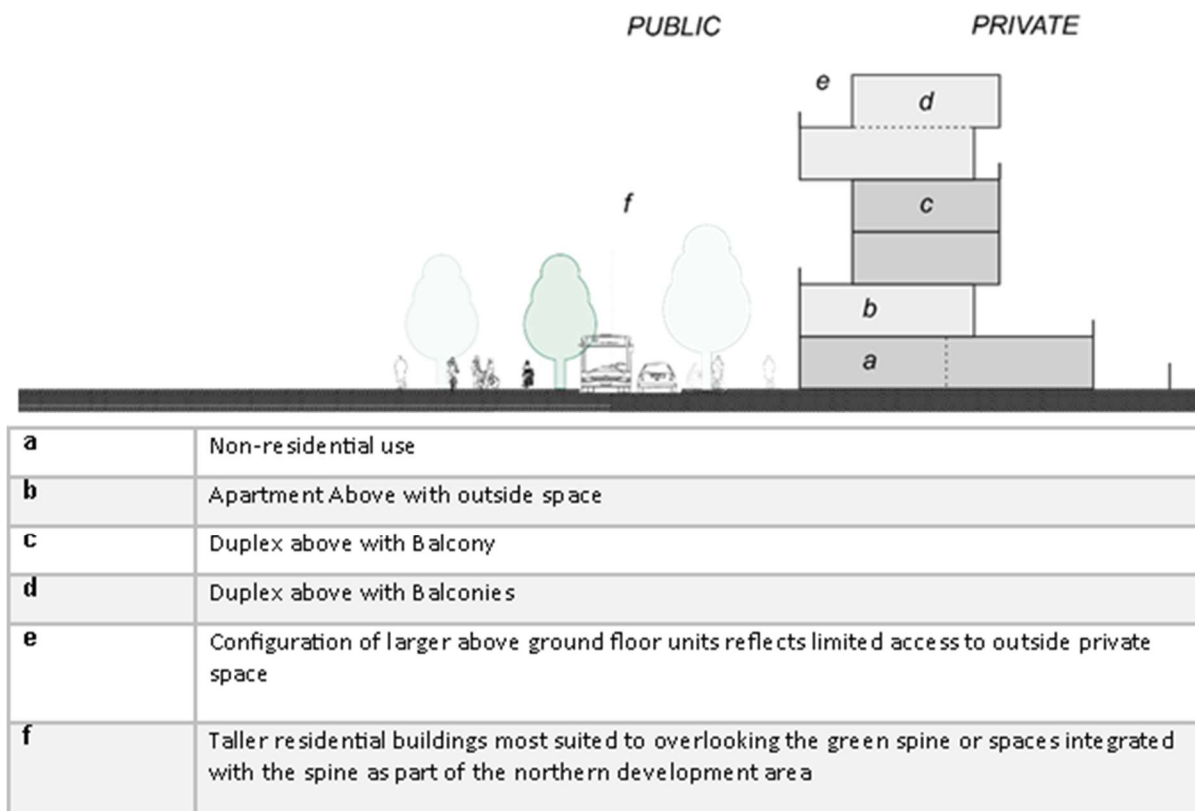 PUBLIC PRIVATE
e
d
f
c
b
a
a Non-residential use
b Apartment Above with outside space
c Duplex above with Balcony
d Duplex above with Balconies
e Configuration of larger above ground floor units reflects limited access to outside private
space
f Taller residential buildings most suited to overlooking the green spine or spaces integrated
with the spine as part of the northern development area